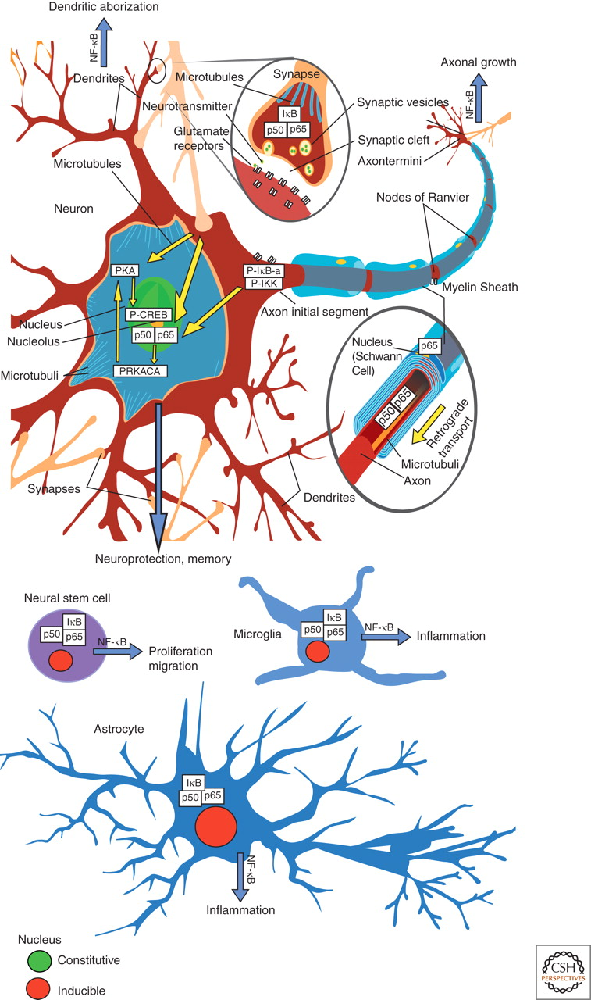 Dendritic aborization
NF-κB
Dendrites
Microtubules
Synapse
Neurotransmitter
Glutamate
receptors
IκB
p50
p65
Synaptic vesicles
Synaptic cleft
Axontermini
Axonal growth
NF-κB
Microtubules
Neuron
Nodes of Ranvier
PKA
P-IκB-a
P-IKK
Myelin Sheath
Axon initial segment
P-CREB
Nucleus
Nucleolus
p50
p65
Microtubuli
PRKACA
Nucleus
(Schwann
Cell)
p65
p50
p65
Retrograde
transport
Microtubuli
Axon
Synapses
Dendrites
Neuroprotection, memory
Neural stem cell
IκB
p50
p65
NF-κB
Proliferation
migration
Microglia
IκB
p50
p65
NF-κB
Inflammation
Astrocyte
IκB
p50
p65
NF-κB
Inflammation
Nucleus
Constitutive
Inducible
CSH
PERSPECTIVES